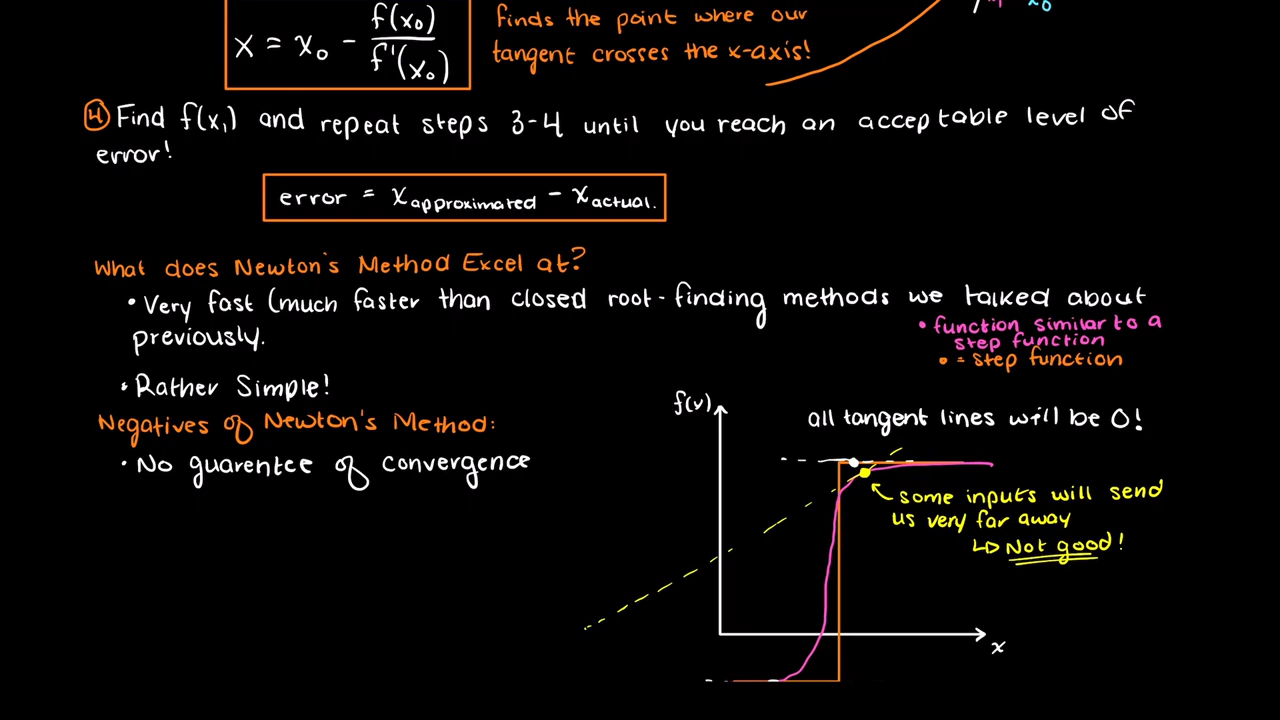 x = x₀ - f(x₀)/f'(x₀)
finds the point where our
tangent crosses the x-axis!
x₀
④ Find f(x₁) and repeat steps 3-4 until you reach an acceptable level of
error!
error = x approximated - x actual.
What does Newton's Method Excel at?
• Very fast (much faster than closed root-finding methods we talked about
previously.
• function similar to a
step function
• = step function
• Rather Simple!
Negatives of Newton's Method:
• No guarentee of convergence
f(x)
all tangent lines will be 0!
some inputs will send
us very far away
↳ Not good!
x